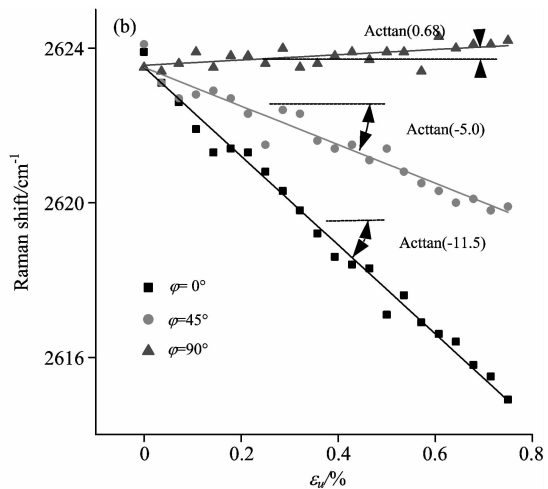 (b)
Acttan(0.68)
2624
Acttan(-5.0)
2620
Acttan(-11.5)
Raman shift/cm-1
φ= 0°
φ=45°
φ=90°
2616
0 0.2 0.4 0.6 0.8
εu/%